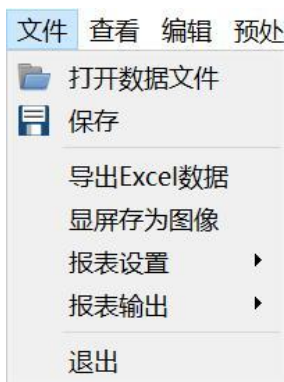 文件 查看 编辑 预处
打开数据文件
保存
导出Excel数据
显屏存为图像
报表设置
报表输出
退出